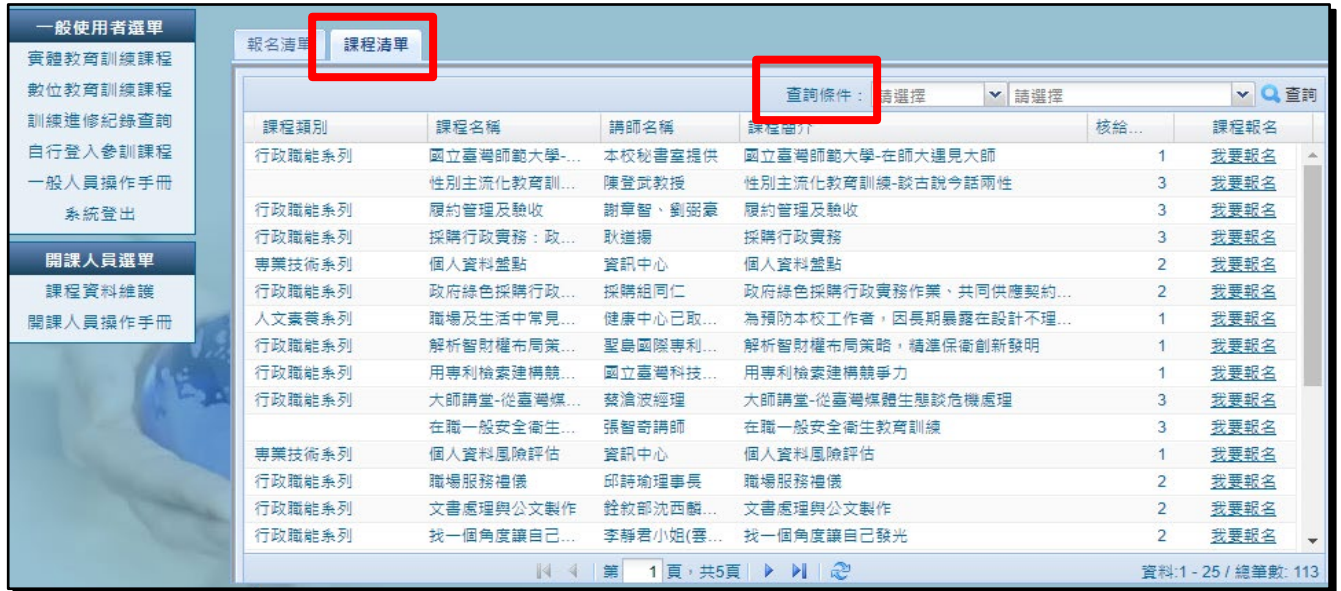 一般使用者選單
實體教育訓練課程
數位教育訓練課程
訓練進修紀錄查詢
自行登入參訓課程
一般人員操作手冊
系統登出
開課人員選單
課程資料維護
開課人員操作手冊
報名清單 課程清單
查詢條件： 請選擇 請選擇 查詢
課程類別 課程名稱 講師名稱 課程簡介 核給... 課程報名
行政職能系列 國立臺灣師範大學-... 本校秘書室提供 國立臺灣師範大學-在師大遇見大師 1 我要報名
性別主流化教育訓... 陳登武教授 性別主流化教育訓練-談古說今話兩性 3 我要報名
行政職能系列 履約管理及驗收 謝章智、劉弼豪 履約管理及驗收 3 我要報名
行政職能系列 採購行政實務：政... 耿道揚 採購行政實務 3 我要報名
專業技術系列 個人資料盤點 資訊中心 個人資料盤點 2 我要報名
行政職能系列 政府綠色採購行政... 採購組同仁 政府綠色採購行政實務作業、共同供應契約... 2 我要報名
人文素養系列 職場及生活中常見... 健康中心已取... 為預防本校工作者，因長期暴露在設計不理... 1 我要報名
行政職能系列 解析智財權布局策... 聖島國際專利... 解析智財權布局策略，精準保衛創新發明 1 我要報名
行政職能系列 用專利檢索建構競... 國立臺灣科技... 用專利檢索建構競爭力 1 我要報名
行政職能系列 大師講堂-從臺灣媒... 蔡滄波經理 大師講堂-從臺灣媒體生態談危機處理 3 我要報名
在職一般安全衛生... 張智奇講師 在職一般安全衛生教育訓練 3 我要報名
專業技術系列 個人資料風險評估 資訊中心 個人資料風險評估 1 我要報名
行政職能系列 職場服務禮儀 邱詩瑜理事長 職場服務禮儀 2 我要報名
行政職能系列 文書處理與公文製作 銓敘部沈西麟... 文書處理與公文製作 2 我要報名
行政職能系列 找一個角度讓自己... 李靜君小姐(雲... 找一個角度讓自己發光 2 我要報名
第 1 頁，共5頁 資料:1 - 25 / 總筆數: 113